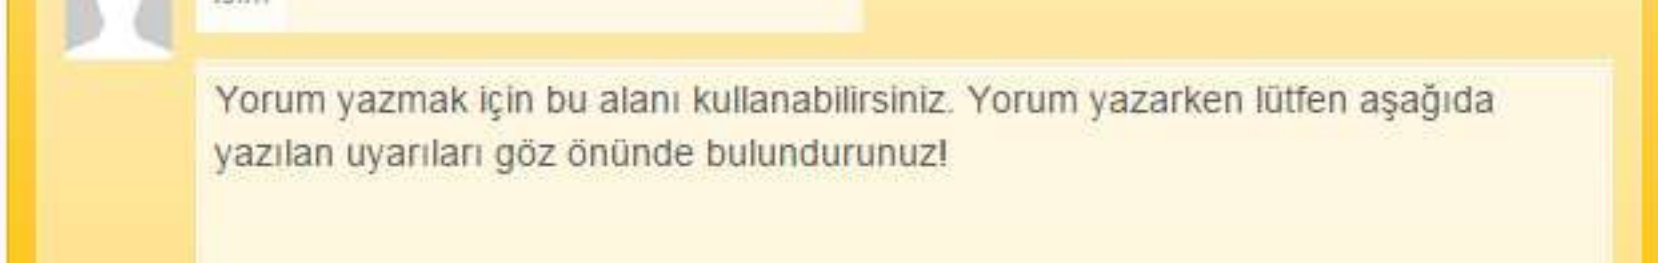 Yorum yazmak için bu alanı kullanabilirsiniz. Yorum yazarken lütfen aşağıda
yazılan uyarıları göz önünde bulundurunuz!